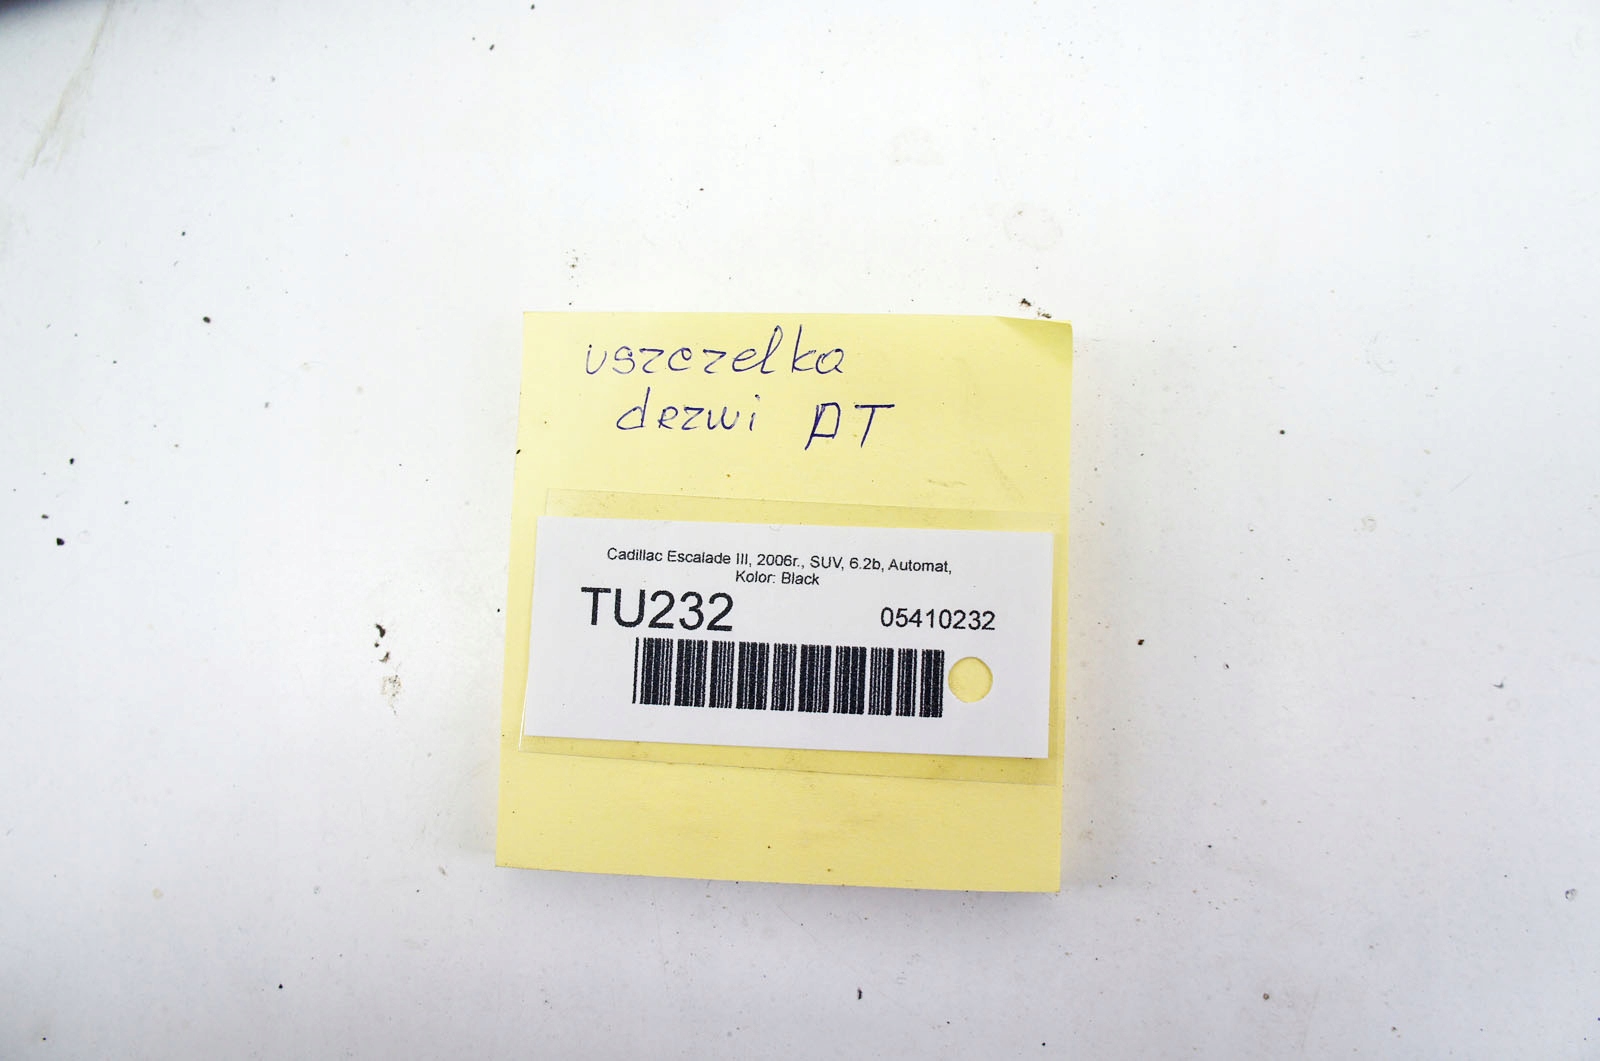 uszczelka
drzwi PT
Cadillac Escalade III, 2006r., SUV, 6.2b, Automat,
Kolor: Black
TU232 05410232